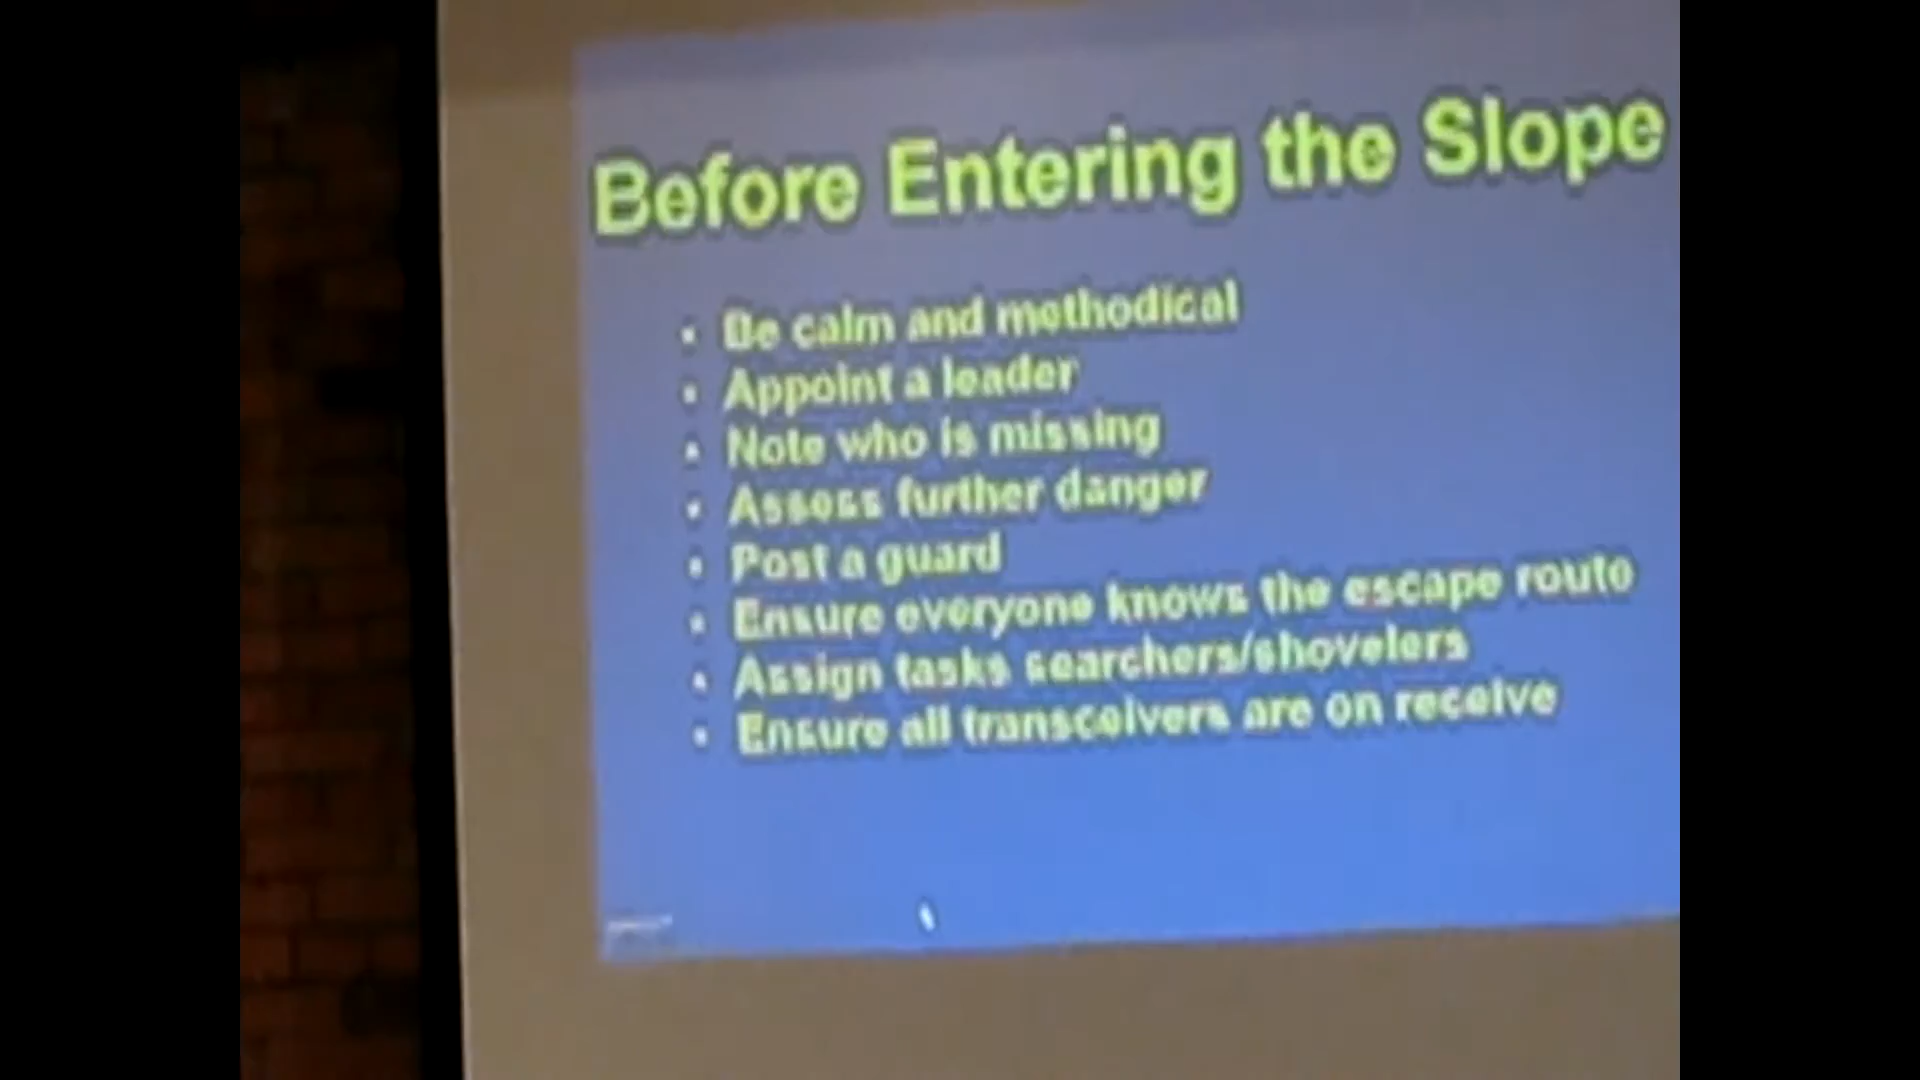 Before Entering the Slope
• Be calm and methodical
• Appoint a leader
• Note who is missing
• Assess further danger
• Post a guard
• Ensure everyone knows the escape route
• Assign tasks searchers/shovelers
• Ensure all transceivers are on receive